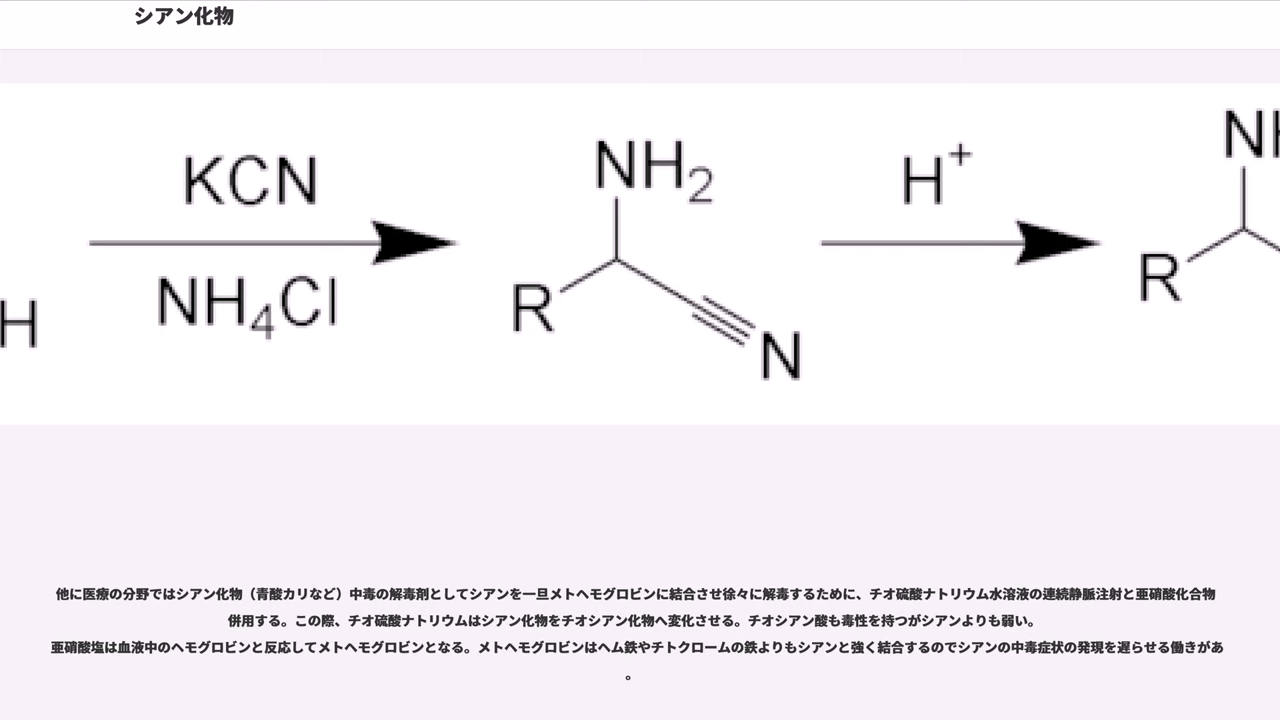 シアン化物
KCN
NH4Cl
H
NH2
R
N
H+
NH
R
他に医療の分野ではシアン化物（青酸カリなど）中毒の解毒剤としてシアンを一旦メトヘモグロビンに結合させ徐々に解毒するために、チオ硫酸ナトリウム水溶液の連続静脈注射と亜硝酸化合物
併用する。この際、チオ硫酸ナトリウムはシアン化物をチオシアン化物へ変化させる。チオシアン酸も毒性を持つがシアンよりも弱い。
亜硝酸塩は血液中のヘモグロビンと反応してメトヘモグロビンとなる。メトヘモグロビンはヘム鉄やチトクロームの鉄よりもシアンと強く結合するのでシアンの中毒症状の発現を遅らせる働きがあ
。